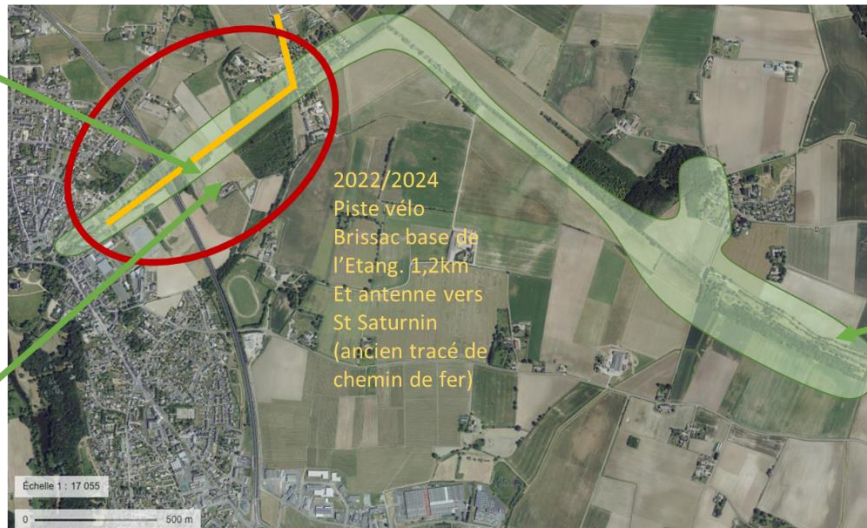 2022/2024
Piste vélo
Brissac base de
l'Etang. 1,2km
Et antenne vers
St Saturnin
(ancien tracé de
chemin de fer)
Échelle 1 : 17 055
0 500 m